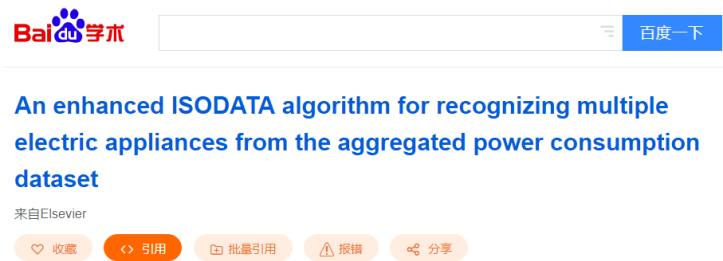 Bai du 学术
百度一下
An enhanced ISODATA algorithm for recognizing multiple
electric appliances from the aggregated power consumption
dataset
来自Elsevier
收藏 引用 批量引用 报错 分享